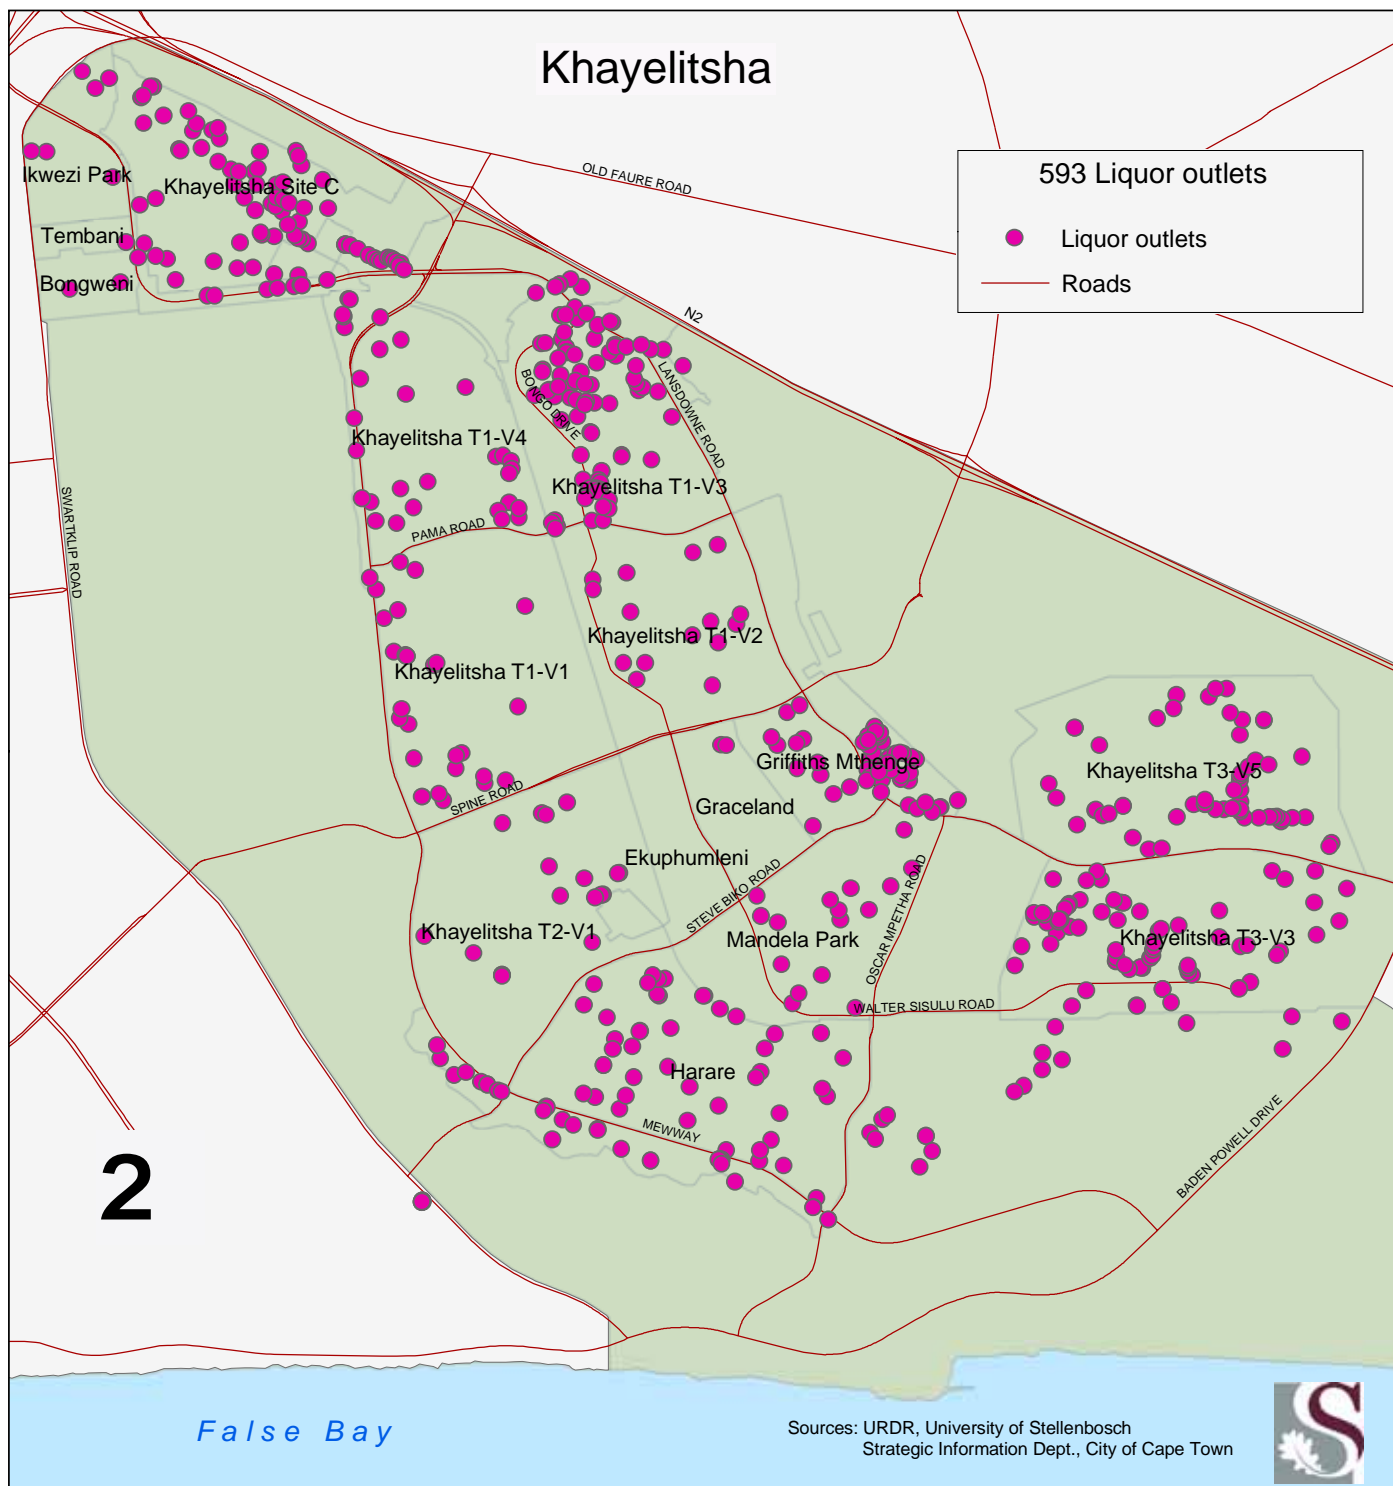 Khayelitsha
593 Liquor outlets
Liquor outlets
Roads
OLD FAURE ROAD
N2
Ikwezi Park
Khayelitsha Site C
Tembani
Bongweni
LANSDOWNE ROAD
BONGO DRIVE
Khayelitsha T1-V4
Khayelitsha T1-V3
SWARTKLIP ROAD
PAMA ROAD
Khayelitsha T1-V2
Khayelitsha T1-V1
Griffiths Mthenge
Khayelitsha T3-V5
SPINE ROAD
Graceland
Ekuphumleni
STEVE BIKO ROAD
OSCAR MPETHA ROAD
Khayelitsha T2-V1
Mandela Park
Khayelitsha T3-V3
WALTER SISULU ROAD
Harare
MEWWAY
BADEN POWELL DRIVE
2
False Bay
Sources: URDR, University of Stellenbosch
Strategic Information Dept., City of Cape Town
S